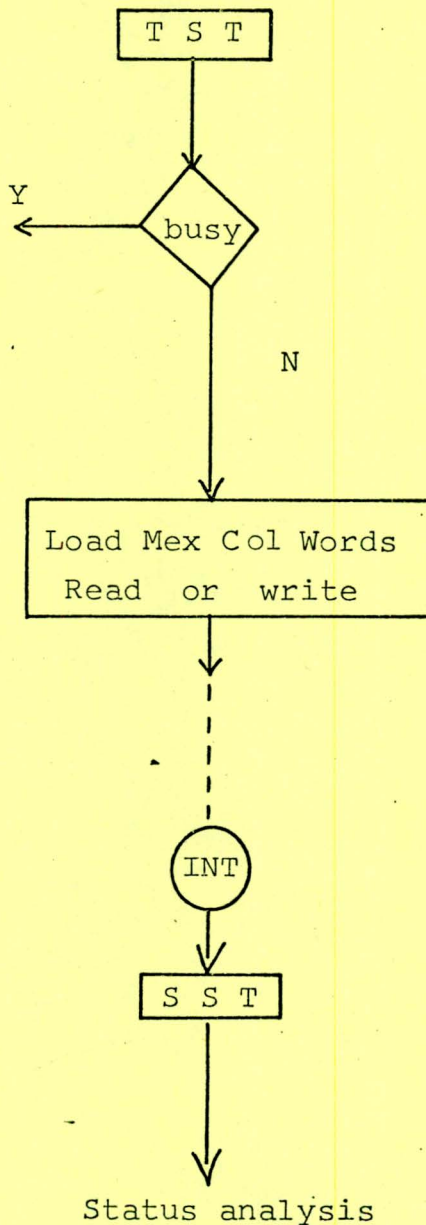 T S T
Y
busy
N
Load Mex Col Words
Read or write
INT
S S T
Status analysis